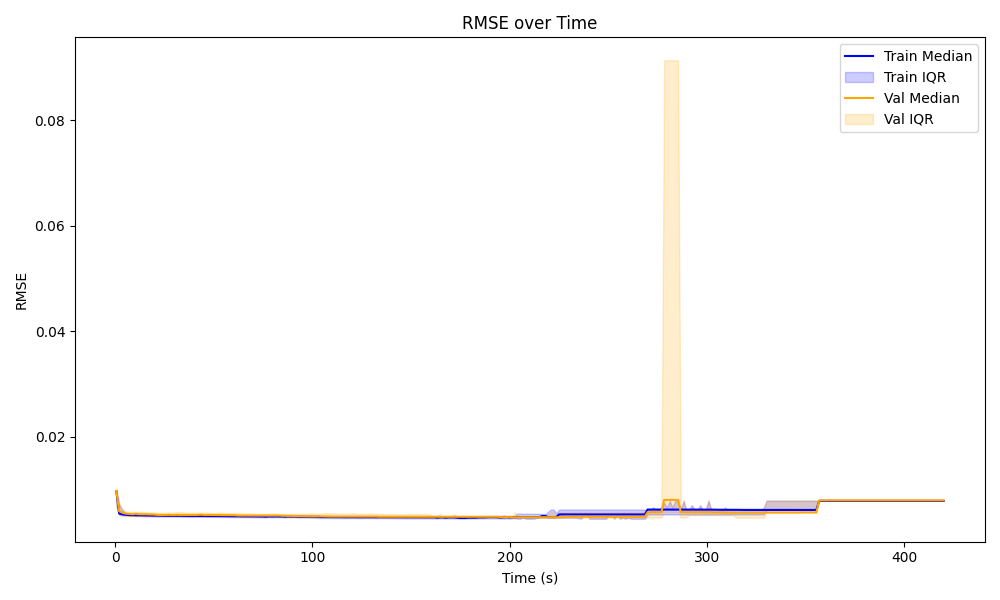 RMSE over Time
Train Median
Train IQR
Val Median
Val IQR
0.08
0.06
0.04
0.02
RMSE
0 100 200 300 400
Time (s)